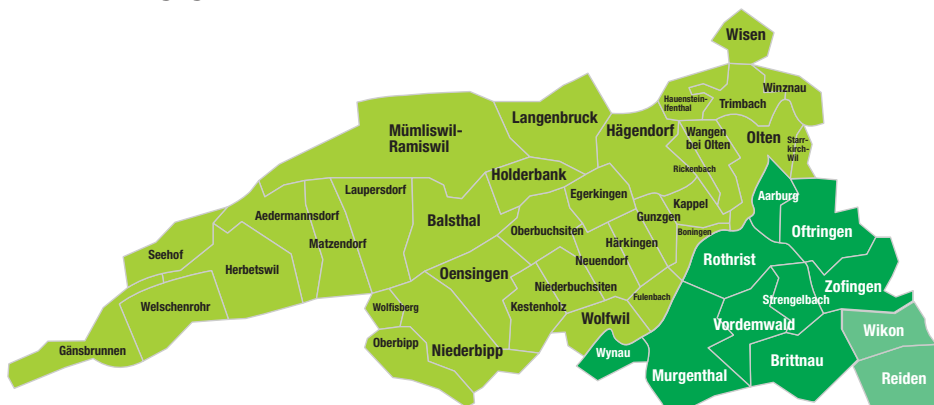 Wisen
Winznau
Hauenstein-
Ifenthal
Trimbach
Langenbruck
Hägendorf
Mümliswil-
Ramiswil
Wangen
bei Olten
Olten
Starr-
kirch-
Wil
Rickenbach
Holderbank
Laupersdorf
Egerkingen
Aarburg
Kappel
Aedermannsdorf
Balsthal
Gunzgen
Oberbuchsiten
Boningen
Oftringen
Matzendorf
Härkingen
Seehof
Rothrist
Herbetswil
Oensingen
Neuendorf
Niederbuchsiten
Zofingen
Fulenbach
Strengelbach
Welschenrohr
Wolfisberg
Kestenholz
Wolfwil
Vordemwald
Wikon
Oberbipp
Gänsbrunnen
Niederbipp
Wynau
Brittnau
Murgenthal
Reiden